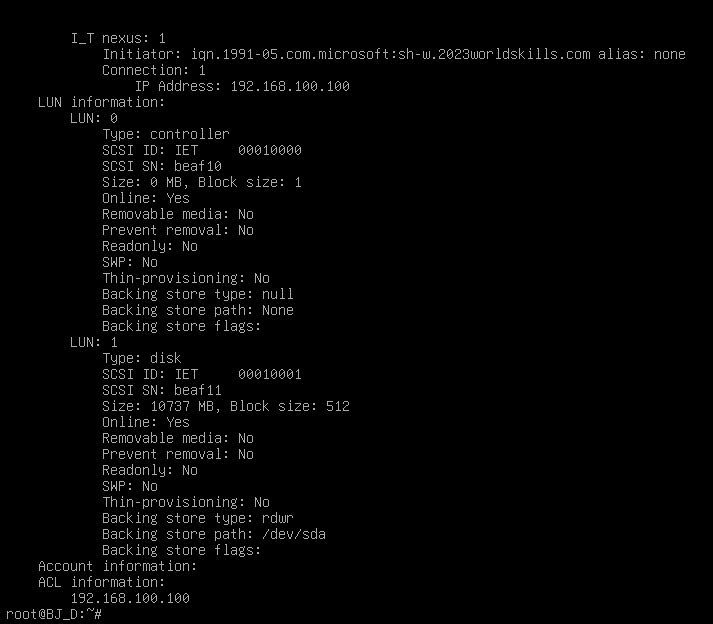 I_T nexus: 1
Initiator: iqn.1991-05.com.microsoft:sh-w.2023worldskills.com alias: none
Connection: 1
IP Address: 192.168.100.100
LUN information:
LUN: 0
Type: controller
SCSI ID: IET     00010000
SCSI SN: beaf10
Size: 0 MB, Block size: 1
Online: Yes
Removable media: No
Prevent removal: No
Readonly: No
SWP: No
Thin-provisioning: No
Backing store type: null
Backing store path: None
Backing store flags:
LUN: 1
Type: disk
SCSI ID: IET     00010001
SCSI SN: beaf11
Size: 10737 MB, Block size: 512
Online: Yes
Removable media: No
Prevent removal: No
Readonly: No
SWP: No
Thin-provisioning: No
Backing store type: rdwr
Backing store path: /dev/sda
Backing store flags:
Account information:
ACL information:
192.168.100.100
root@BJ_D:~#